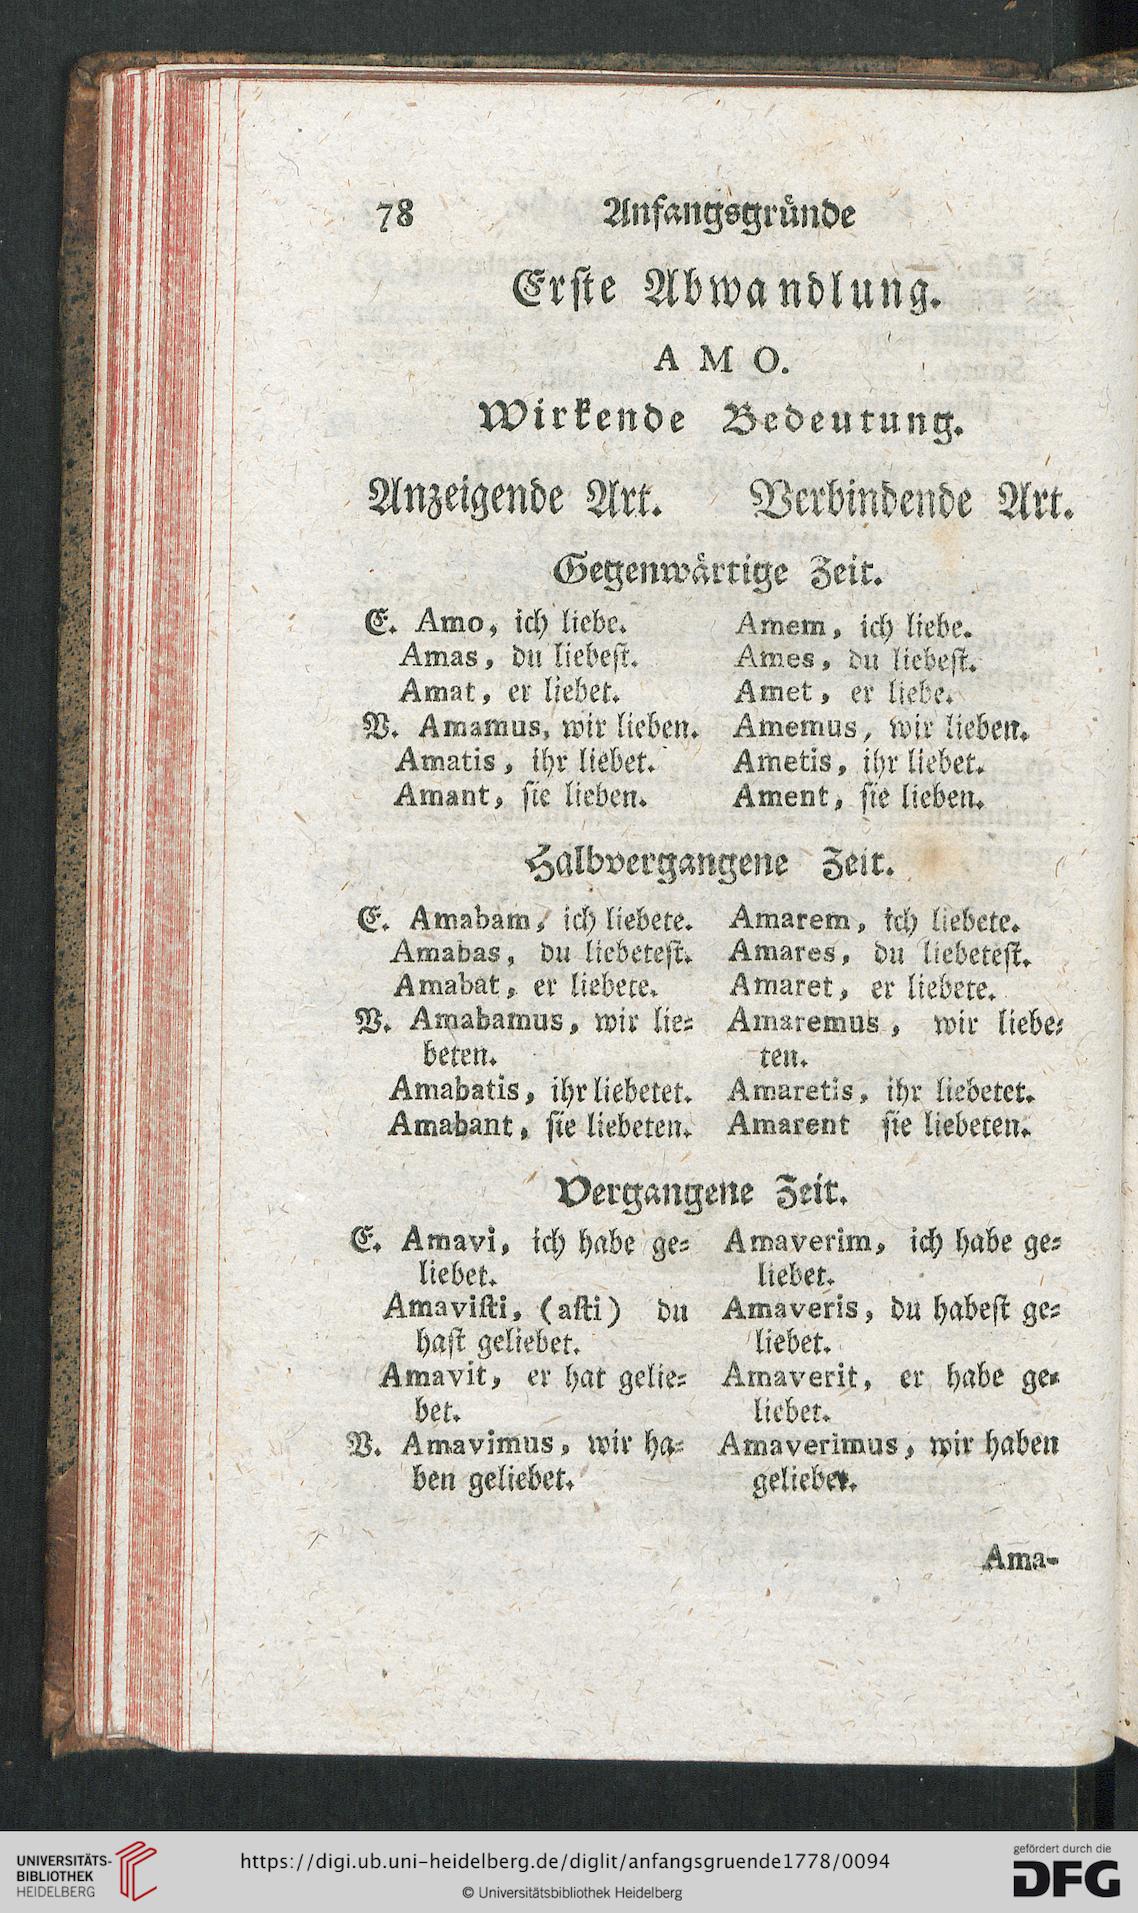 78 Anfangsgründe
Erſte Abwandlung.
A M O.
Wirkende Bedeutung.
Anzeigende Art. Verbindende Art.
Gegenwärtige Zeit.
E. Amo, ich liebe. Amem, ich liebe.
Amas, du liebeſt. Ames, du liebeſt.
Amat, er liebet. Amet, er liebe.
V. Amamus, wir lieben. Amemus, wir lieben.
Amatis, ihr liebet. Ametis, ihr liebet.
Amant, ſie lieben. Ament, ſie lieben.
Halbvergangene Zeit.
E. Amabam, ich liebete. Amarem, ich liebete.
Amabas, du liebeteſt. Amares, du liebeteſt.
Amabat, er liebete. Amaret, er liebete.
V. Amabamus, wir lie= Amaremus, wir liebe=
beten. ten.
Amabatis, ihr liebetet. Amaretis, ihr liebetet.
Amabant, ſie liebeten. Amarent ſie liebeten.
Vergangene Zeit.
E. Amavi, ich habe ge= Amaverim, ich habe ge=
liebet. liebet.
Amaviſti, (aſti) du Amaveris, du habeſt ge=
haſt geliebet. liebet.
Amavit, er hat gelie= Amaverit, er habe ge=
bet. liebet.
V. Amavimus, wir ha= Amaverimus, wir haben
ben geliebet. geliebet.
Ama-
UNIVERSITÄTS-
BIBLIOTHEK
HEIDELBERG
https://digi.ub.uni-heidelberg.de/diglit/anfangsgruende1778/0094
© Universitätsbibliothek Heidelberg
gefördert durch die
DFG